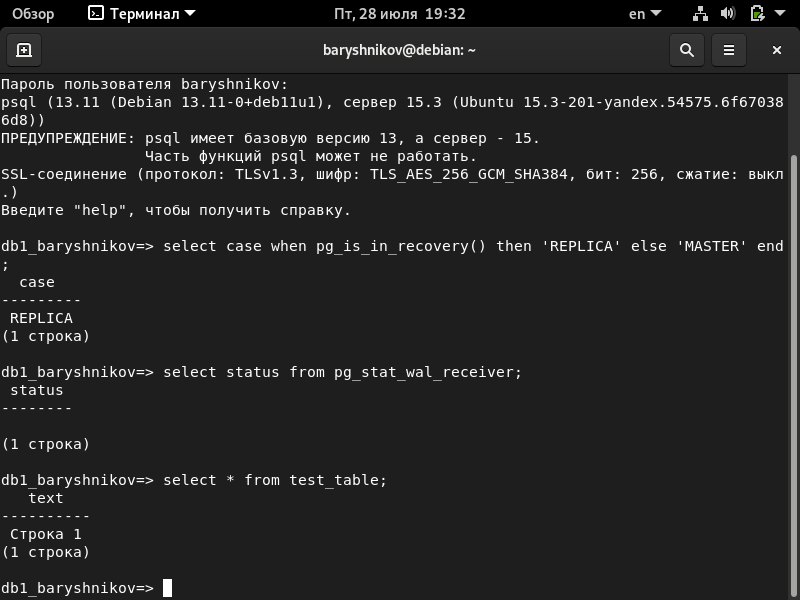 Обзор
Терминал
Пт, 28 июля 19:32
en
baryshnikov@debian: ~
Пароль пользователя baryshnikov:
psql (13.11 (Debian 13.11-0+deb11u1), сервер 15.3 (Ubuntu 15.3-201-yandex.54575.6f67038
6d8))
ПРЕДУПРЕЖДЕНИЕ: psql имеет базовую версию 13, а сервер - 15.
                Часть функций psql может не работать.
SSL-соединение (протокол: TLSv1.3, шифр: TLS_AES_256_GCM_SHA384, бит: 256, сжатие: выкл
.)
Введите "help", чтобы получить справку.
db1_baryshnikov=> select case when pg_is_in_recovery() then 'REPLICA' else 'MASTER' end
;
  case
---------
 REPLICA
(1 строка)
db1_baryshnikov=> select status from pg_stat_wal_receiver;
 status
--------
(1 строка)
db1_baryshnikov=> select * from test_table;
   text
----------
 Строка 1
(1 строка)
db1_baryshnikov=>